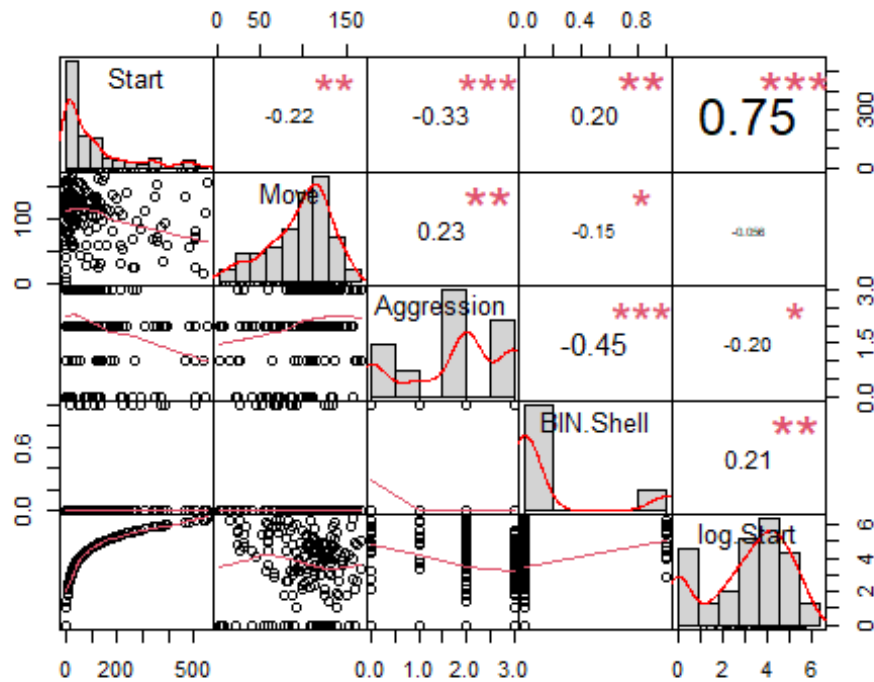 0 50 150 0.0 0.4 0.8
Start ** *** ** ***
-0.22 -0.33 0.20 0.75
0 300
Move ** *
0.23 -0.15 -0.056
0 100
Aggression *** *
-0.45 -0.20
0.0 1.5 3.0
BIN.Shell **
0.21
0.0 0.6
log.Start
0 2 4 6
0 200 500 0.0 1.0 2.0 3.0 0 2 4 6